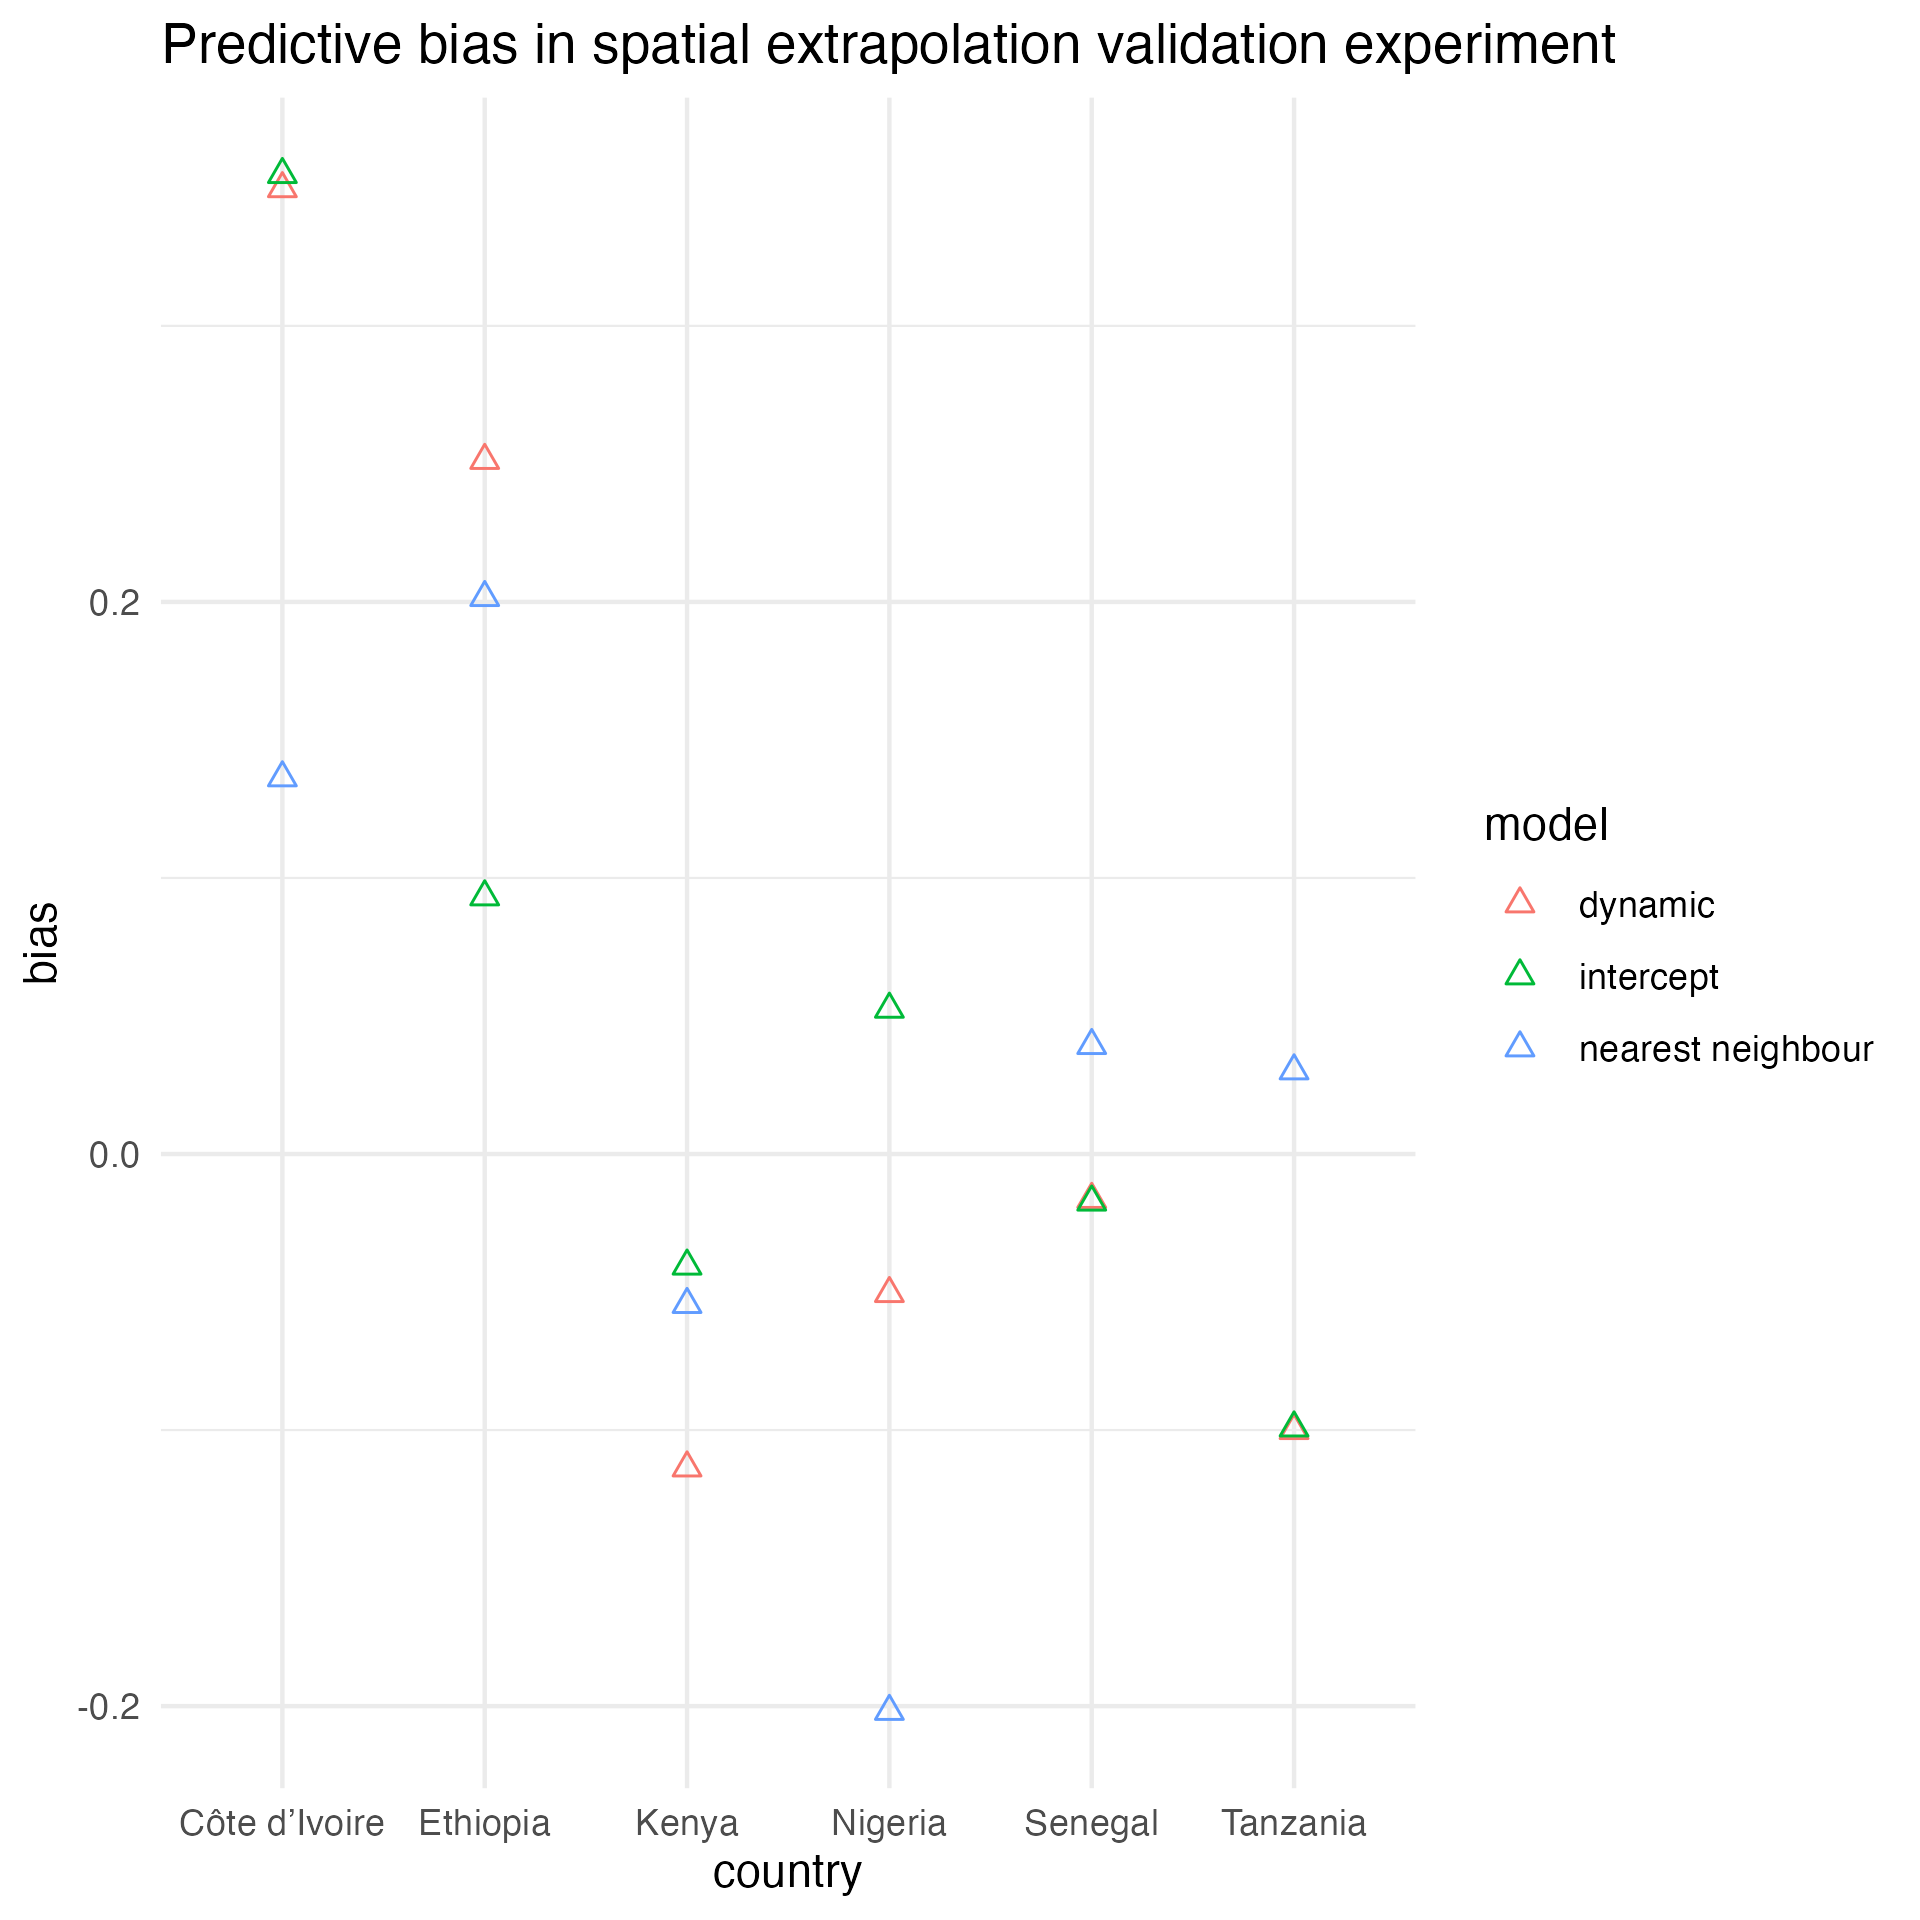 Predictive bias in spatial extrapolation validation experiment
bias
0.2
0.0
-0.2
Côte d’Ivoire Ethiopia Kenya Nigeria Senegal Tanzania
country
model
dynamic
intercept
nearest neighbour